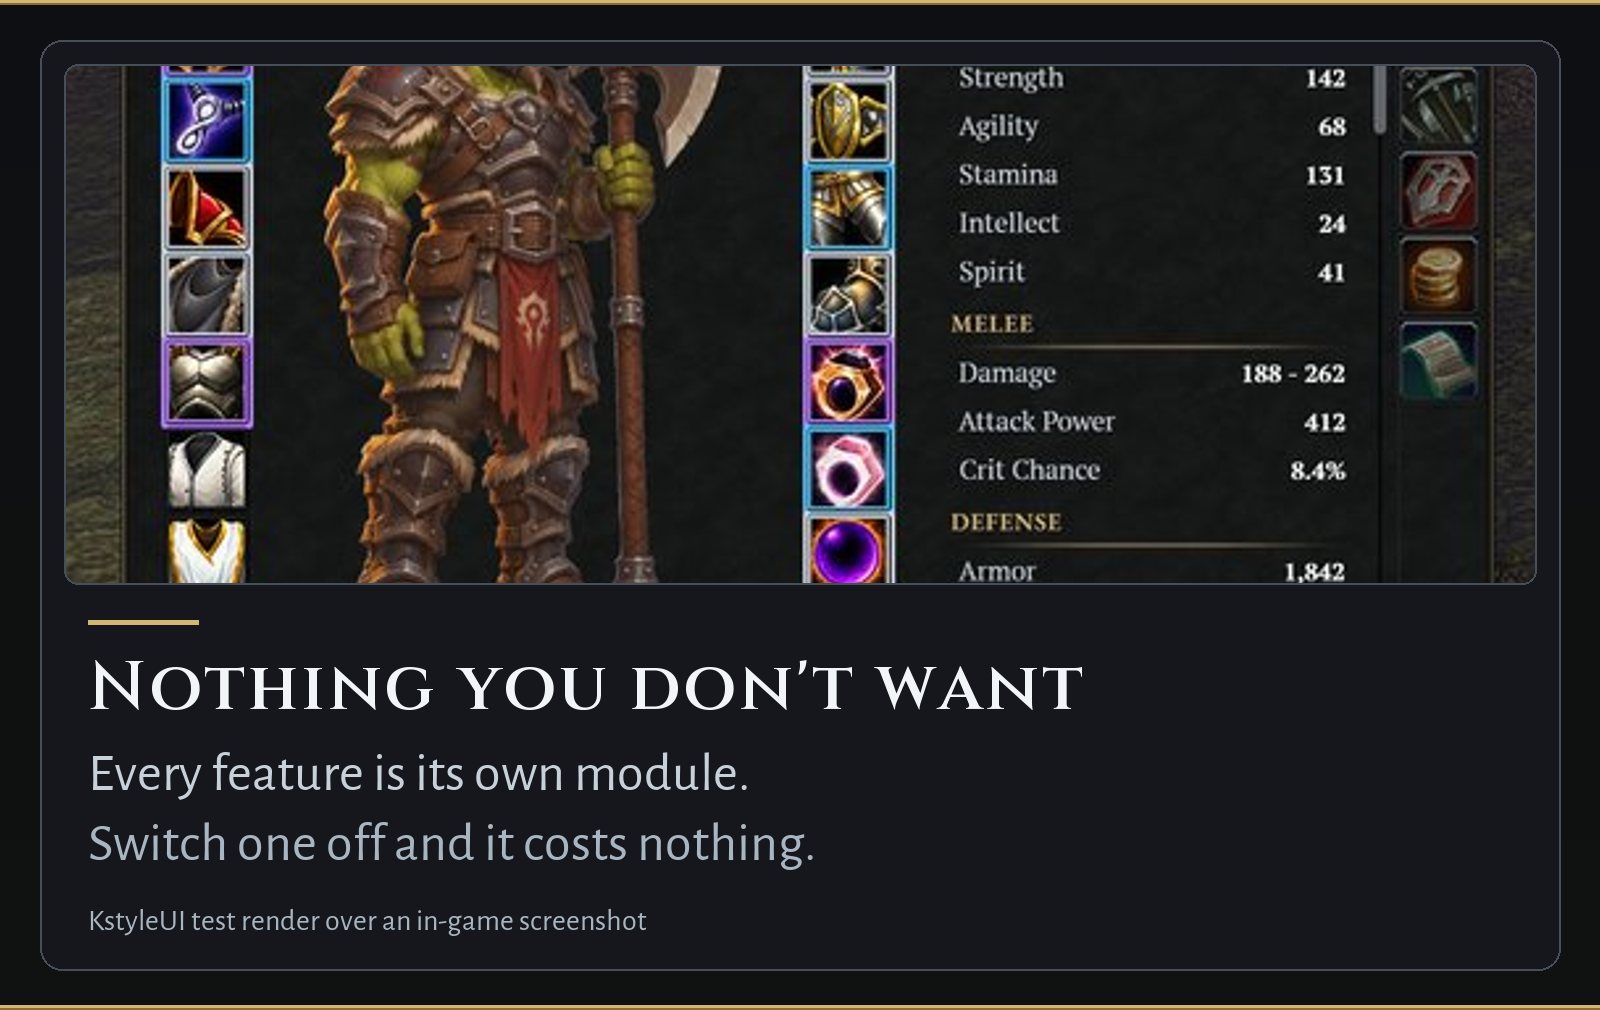 Strength 142
Agility 68
Stamina 131
Intellect 24
Spirit 41
MELEE
Damage 188 - 262
Attack Power 412
Crit Chance 8.4%
DEFENSE
Armor 1,842
Nothing you don't want
Every feature is its own module.
Switch one off and it costs nothing.
KstyleUI test render over an in-game screenshot